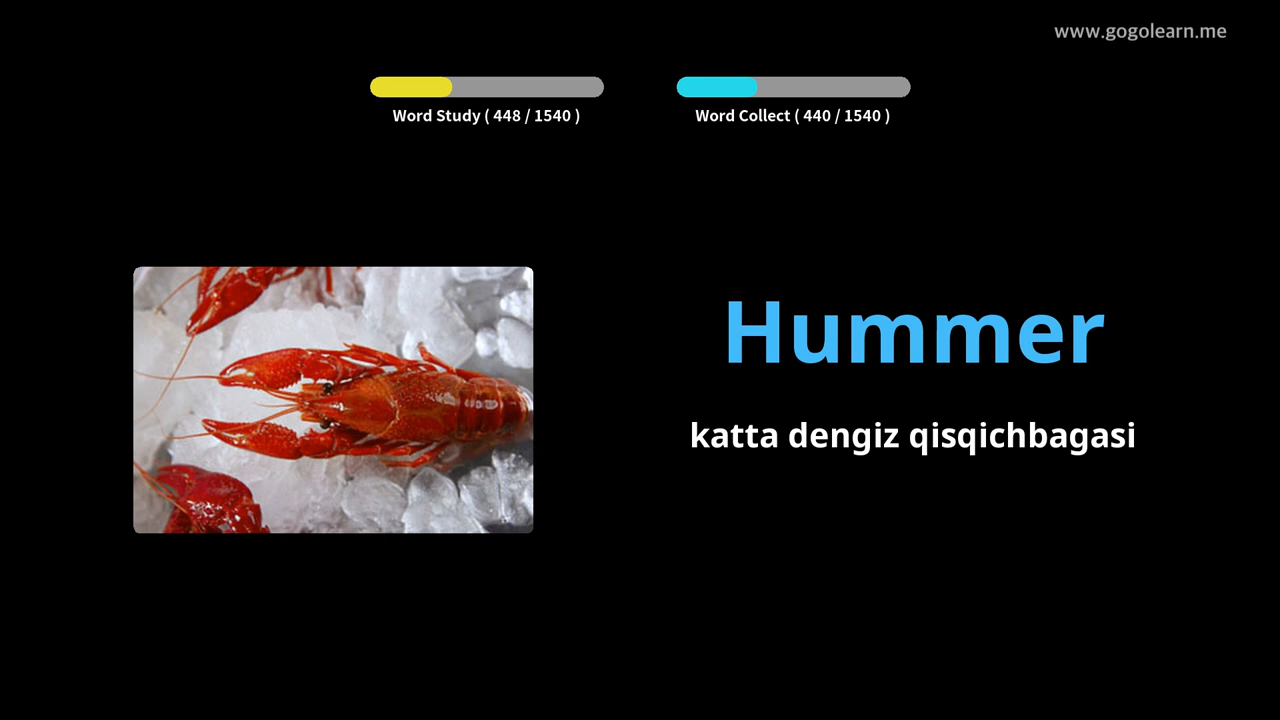 www.gogolearn.me
Word Study ( 448 / 1540 )
Word Collect ( 440 / 1540 )
Hummer
katta dengiz qisqichbagasi